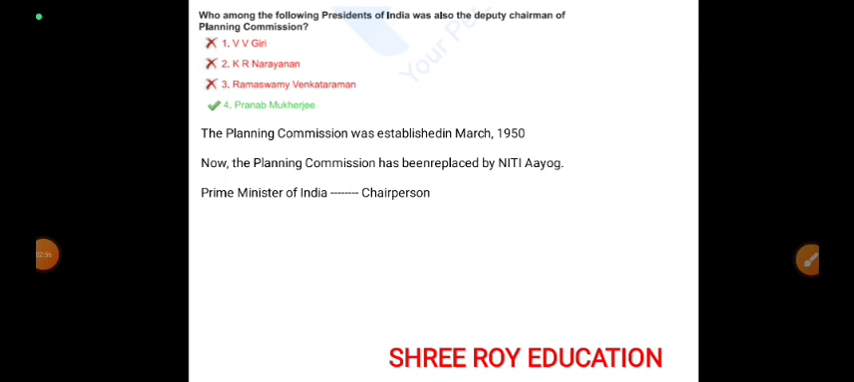 Who among the following Presidents of India was also the deputy chairman of
Planning Commission?
1. V V Giri
2. K R Narayanan
3. Ramaswamy Venkataraman
4. Pranab Mukherjee
The Planning Commission was establishedin March, 1950
Now, the Planning Commission has beenreplaced by NITI Aayog.
Prime Minister of India -------- Chairperson
02:56
SHREE ROY EDUCATION